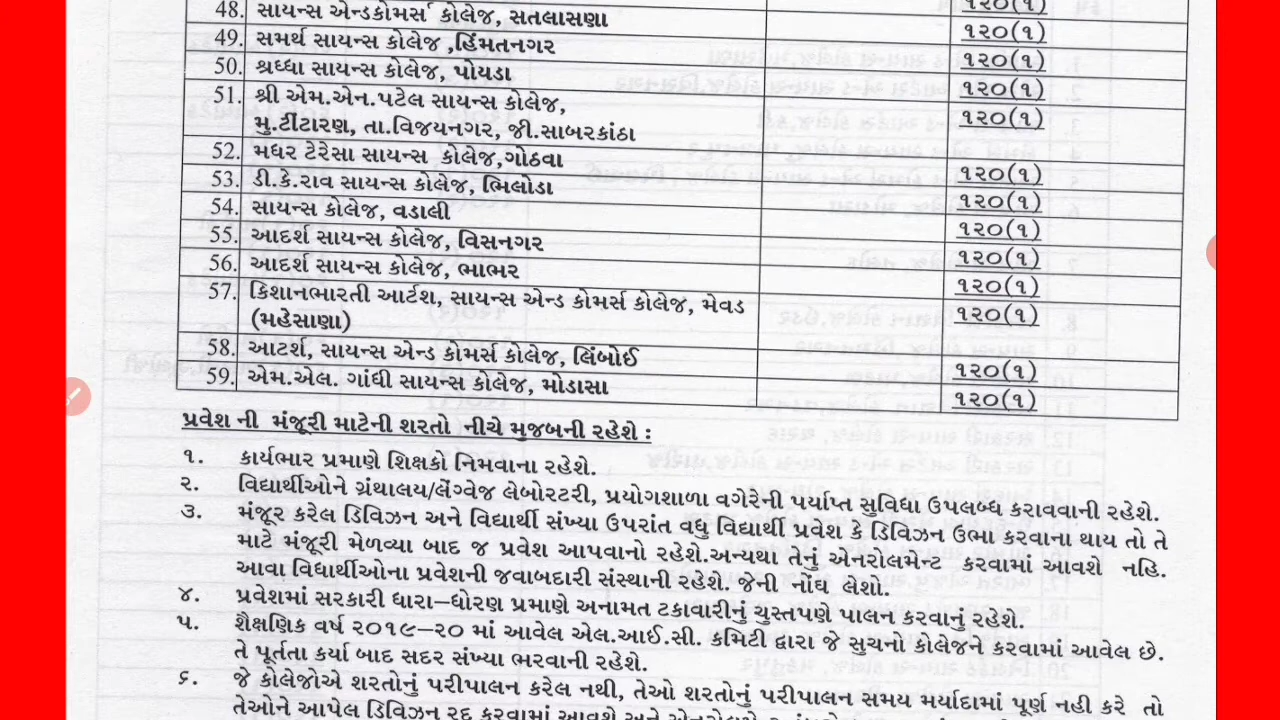 ૧૨૦(૧)
48. સાયન્સ એન્ડકોમર્સ કોલેજ, સતલાસણા ૧૨૦(૧)
49. સમર્થ સાયન્સ કોલેજ ,હિંમતનગર ૧૨૦(૧)
50. શ્રધ્ધા સાયન્સ કોલેજ, પોયડા ૧૨૦(૧)
51. શ્રી એમ.એન.પટેલ સાયન્સ કોલેજ, ૧૨૦(૧)
મુ.ટીંટારણ, તા.વિજયનગર, જી.સાબરકાંઠા
52. મધર ટેરેસા સાયન્સ કોલેજ,ગોઠવા ૧૨૦(૧)
53. ડી.કે.રાવ સાયન્સ કોલેજ, ભિલોડા ૧૨૦(૧)
54. સાયન્સ કોલેજ, વડાલી ૧૨૦(૧)
55. આદર્શ સાયન્સ કોલેજ, વિસનગર ૧૨૦(૧)
56. આદર્શ સાયન્સ કોલેજ, ભાભર ૧૨૦(૧)
57. કિશાનભારતી આર્ટશ, સાયન્સ એન્ડ કોમર્સ કોલેજ, મેવડ ૧૨૦(૧)
(મહેસાણા)
58. આટર્શ, સાયન્સ એન્ડ કોમર્સ કોલેજ, લિંબોઈ ૧૨૦(૧)
59. એમ.એલ. ગાંધી સાયન્સ કોલેજ, મોડાસા ૧૨૦(૧)
પ્રવેશ ની મંજૂરી માટેની શરતો નીચે મુજબની રહેશે :
૧. કાર્યભાર પ્રમાણે શિક્ષકો નિમવાના રહેશે.
૨. વિદ્યાર્થીઓને ગ્રંથાલય/લેંગ્વેજ લેબોરટરી, પ્રયોગશાળા વગેરેની પર્યાપ્ત સુવિધા ઉપલબ્ધ કરાવવાની રહેશે.
૩. મંજૂર કરેલ ડિવિઝન અને વિદ્યાર્થી સંખ્યા ઉપરાંત વધુ વિદ્યાર્થી પ્રવેશ કે ડિવિઝન ઉભા કરવાના થાય તો તે
માટે મંજૂરી મેળવ્યા બાદ જ પ્રવેશ આપવાનો રહેશે.અન્યથા તેનું એનરોલમેન્ટ કરવામાં આવશે નહિ.
આવા વિદ્યાર્થીઓના પ્રવેશની જવાબદારી સંસ્થાની રહેશે. જેની નોંધ લેશો.
૪. પ્રવેશમાં સરકારી ધારા–ધોરણ પ્રમાણે અનામત ટકાવારીનું ચુસ્તપણે પાલન કરવાનું રહેશે.
૫. શૈક્ષણિક વર્ષ ૨૦૧૯–૨૦ માં આવેલ એલ.આઈ.સી. કમિટી દ્વારા જે સુચનો કોલેજને કરવામાં આવેલ છે.
તે પૂર્તતા કર્યા બાદ સદર સંખ્યા ભરવાની રહેશે.
૬. જે કોલેજોએ શરતોનું પરીપાલન કરેલ નથી, તેઓ શરતોનું પરીપાલન સમય મર્યાદામાં પૂર્ણ નહી કરે તો
તેઓને આપેલ ડિવિઝન રદ્દ કરવામાં આવશે અને